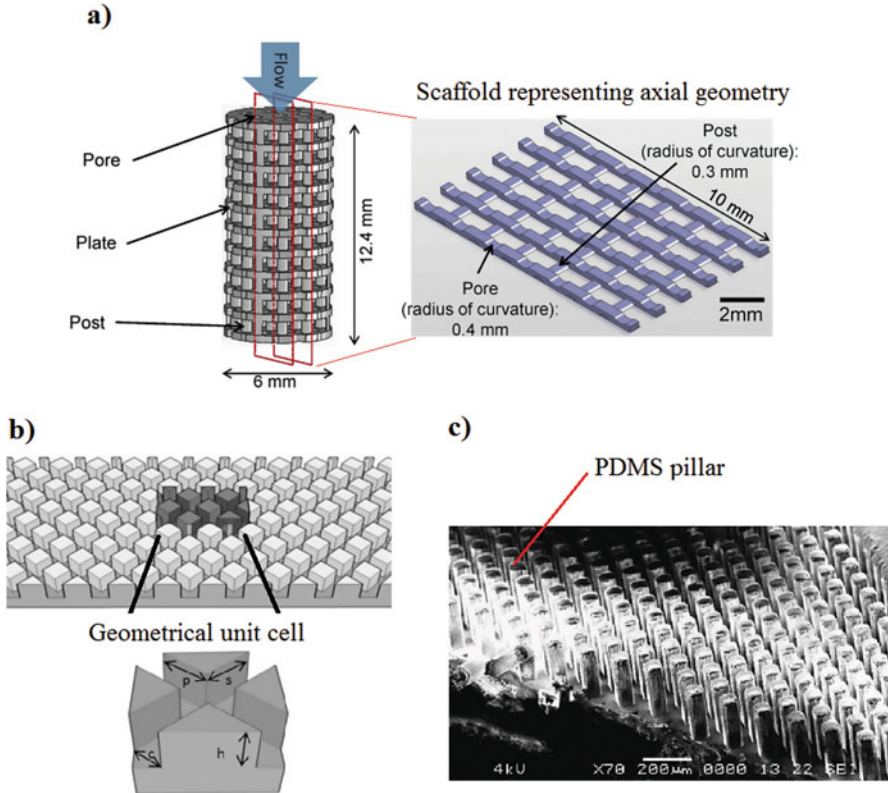 a)
Flow
Scaffold representing axial geometry
Pore
Plate
Post
12.4 mm
6 mm
Post
(radius of curvature):
0.3 mm
10 mm
Pore
(radius of curvature):
0.4 mm
2mm
b)
Geometrical unit cell
p
s
c
h
c)
PDMS pillar
4kV X70 200μm 0000 13 22 SEI